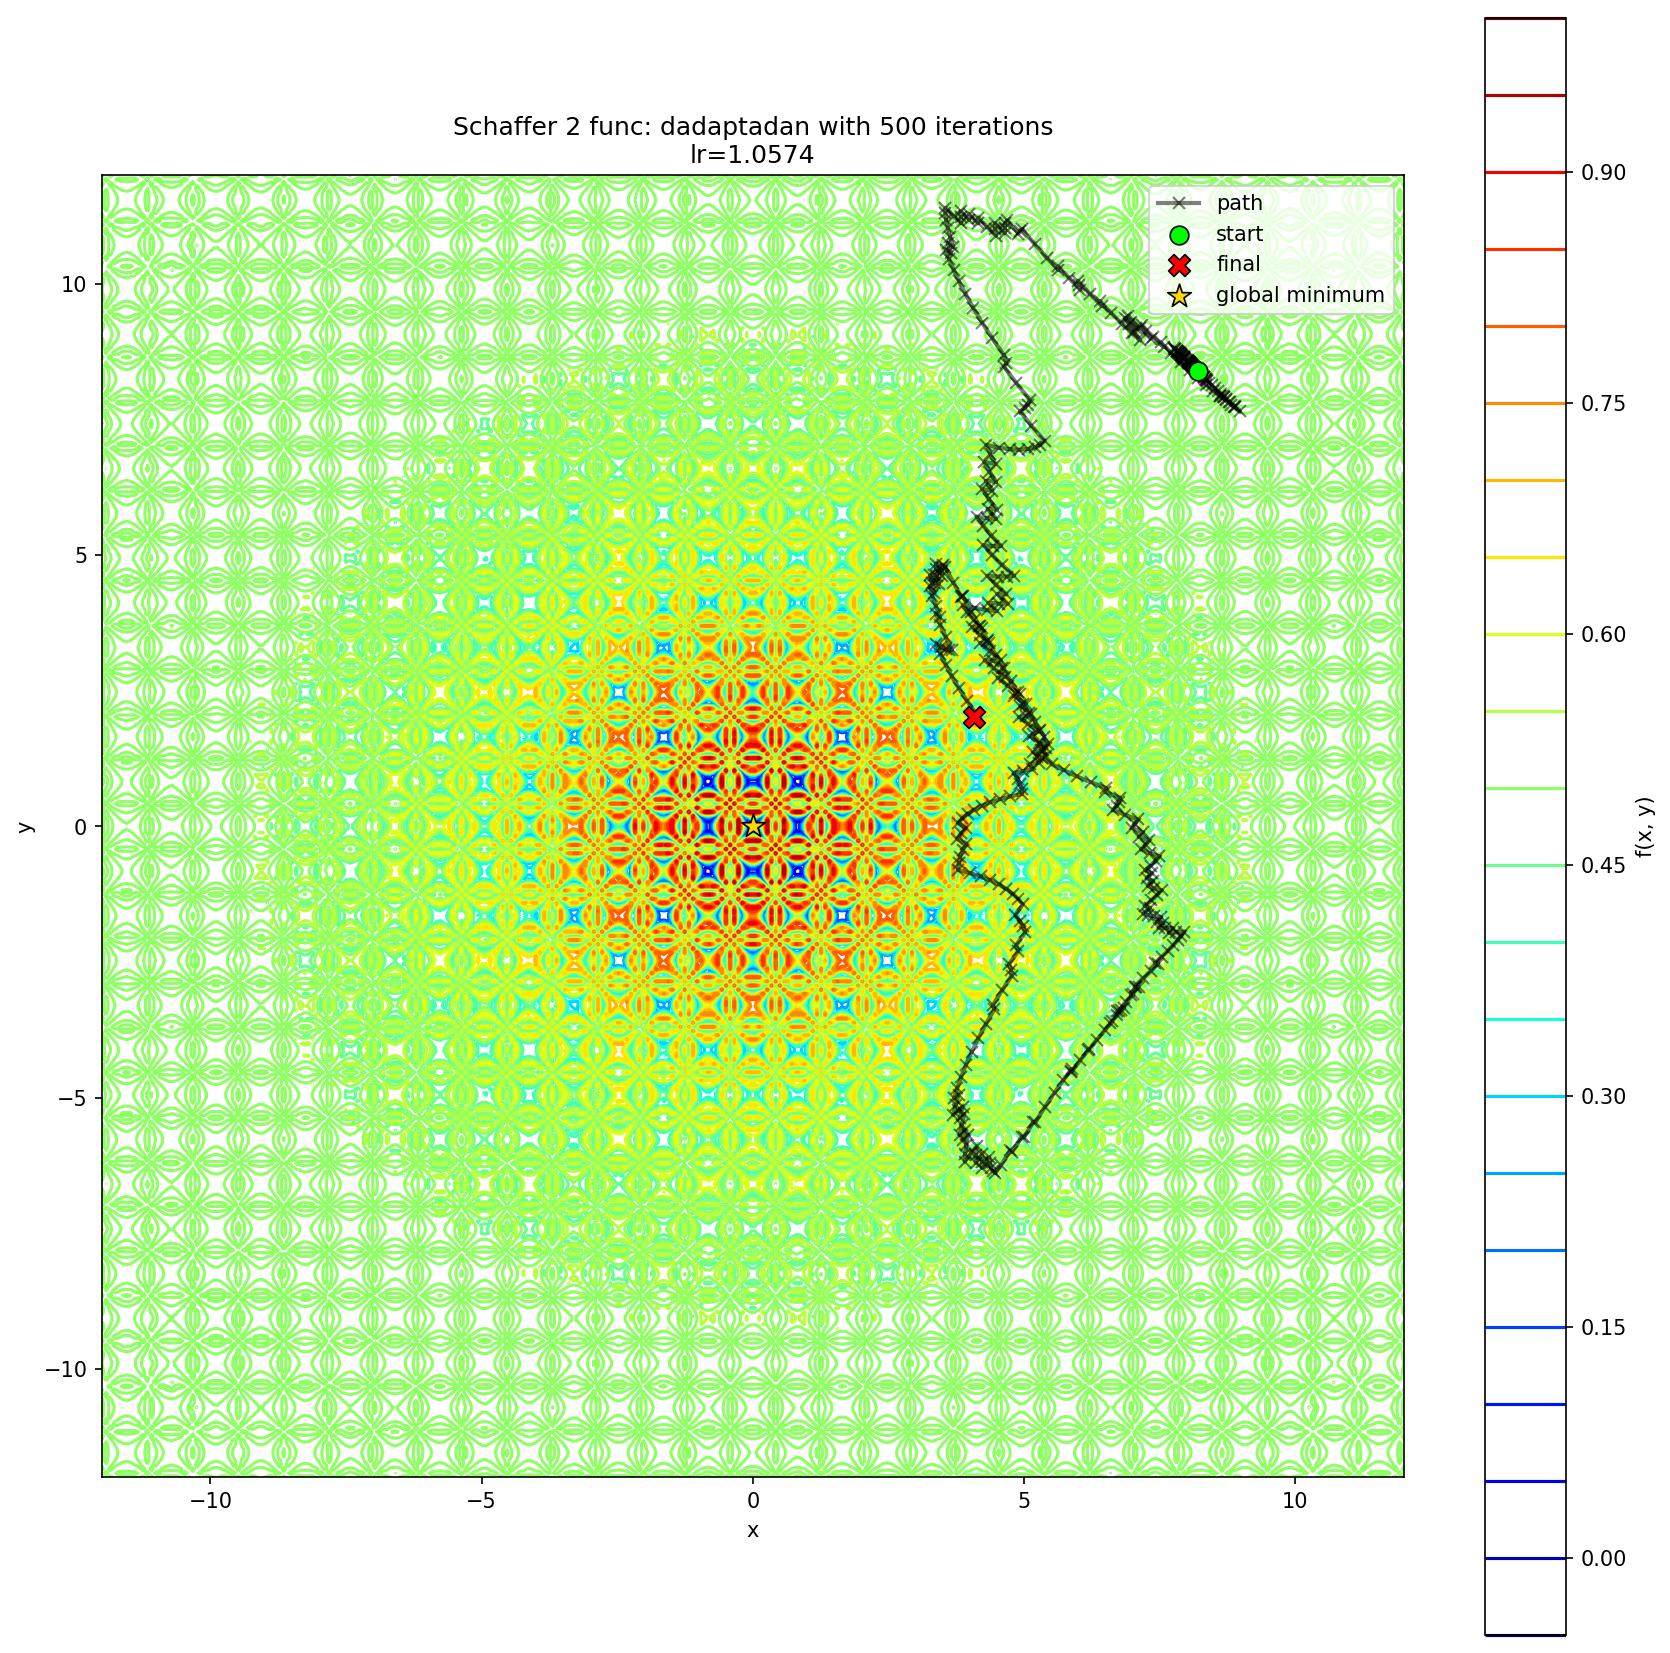 Schaffer 2 func: dadaptadan with 500 iterations
lr=1.0574
path
start
final
global minimum
10
5
0
−5
−10
y
−10
−5
0
5
10
x
0.90
0.75
0.60
0.45
0.30
0.15
0.00
f(x, y)